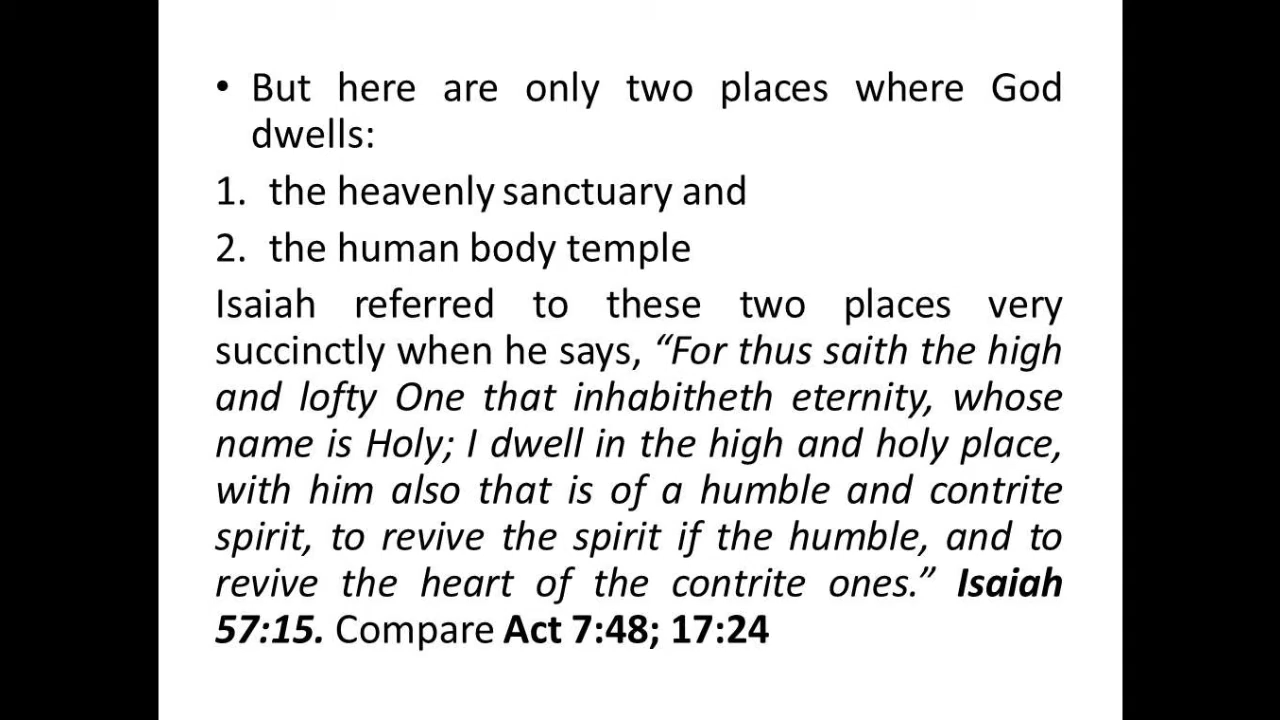 • But here are only two places where God
dwells:
1. the heavenly sanctuary and
2. the human body temple
Isaiah referred to these two places very
succinctly when he says, “For thus saith the high
and lofty One that inhabitheth eternity, whose
name is Holy; I dwell in the high and holy place,
with him also that is of a humble and contrite
spirit, to revive the spirit if the humble, and to
revive the heart of the contrite ones.” Isaiah
57:15. Compare Act 7:48; 17:24